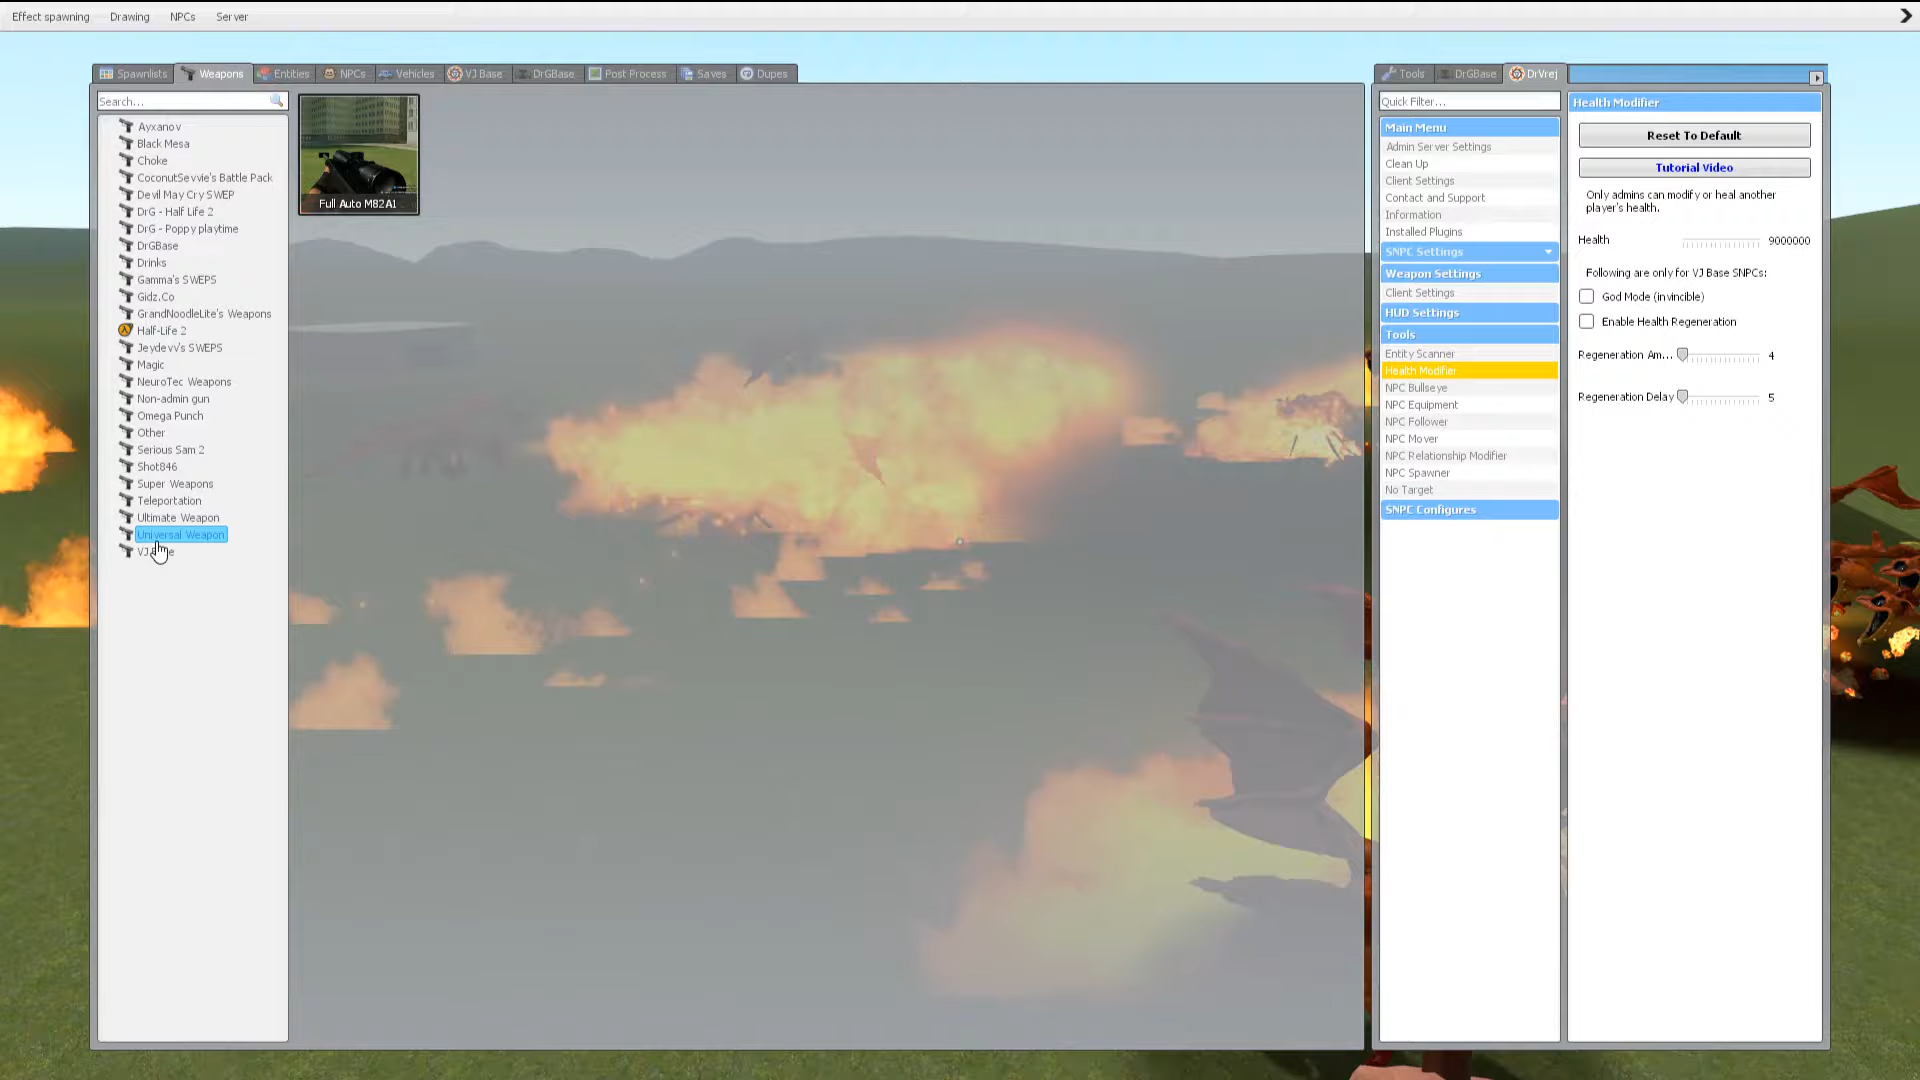 Effect spawning Drawing NPCs Server
Spawnlists Weapons Entities NPCs Vehicles VJ Base DrGBase Post Process Saves Dupes
Search...
Ayxanov
Black Mesa
Choke
CoconutSevvie's Battle Pack
Devil May Cry SWEP
DrG - Half Life 2
DrG - Poppy playtime
DrGBase
Drinks
Gamma's SWEPS
Gidz.Co
GrandNoodleLite's Weapons
Half-Life 2
Jeydevv's SWEPS
Magic
NeuroTec Weapons
Non-admin gun
Omega Punch
Other
Serious Sam 2
Shot846
Super Weapons
Teleportation
Ultimate Weapon
Universal Weapon
Full Auto M82A1
Tools DrGBase DrVrej
Quick Filter...
Main Menu
Admin Server Settings
Clean Up
Client Settings
Contact and Support
Information
Installed Plugins
SNPC Settings
Weapon Settings
Client Settings
HUD Settings
Tools
Entity Scanner
Health Modifier
NPC Bullseye
NPC Equipment
NPC Follower
NPC Mover
NPC Relationship Modifier
NPC Spawner
No Target
SNPC Configures
Health Modifier
Reset To Default
Tutorial Video
Only admins can modify or heal another
player's health.
Health 9000000
Following are only for VJ Base SNPCs:
God Mode (invincible)
Enable Health Regeneration
Regeneration Am... 4
Regeneration Delay 5